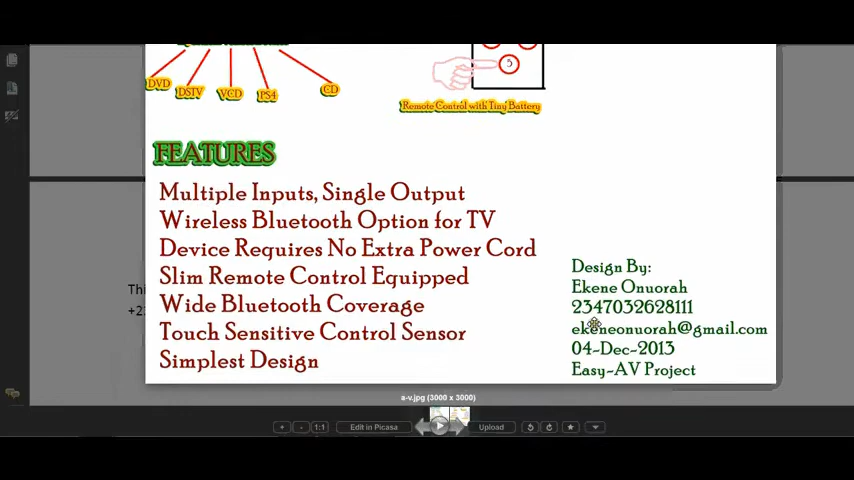 DVD
DSTV
VCD
PS4
CD
5
Remote Control with Tiny Battery
FEATURES
Multiple Inputs, Single Output
Wireless Bluetooth Option for TV
Device Requires No Extra Power Cord
Slim Remote Control Equipped
Wide Bluetooth Coverage
Touch Sensitive Control Sensor
Simplest Design
Design By:
Ekene Onuorah
2347032628111
ekeneonuorah@gmail.com
04-Dec-2013
Easy-AV Project
Thi
+2
a-v.jpg (3000 x 3000)
1:1
Edit in Picasa
Upload